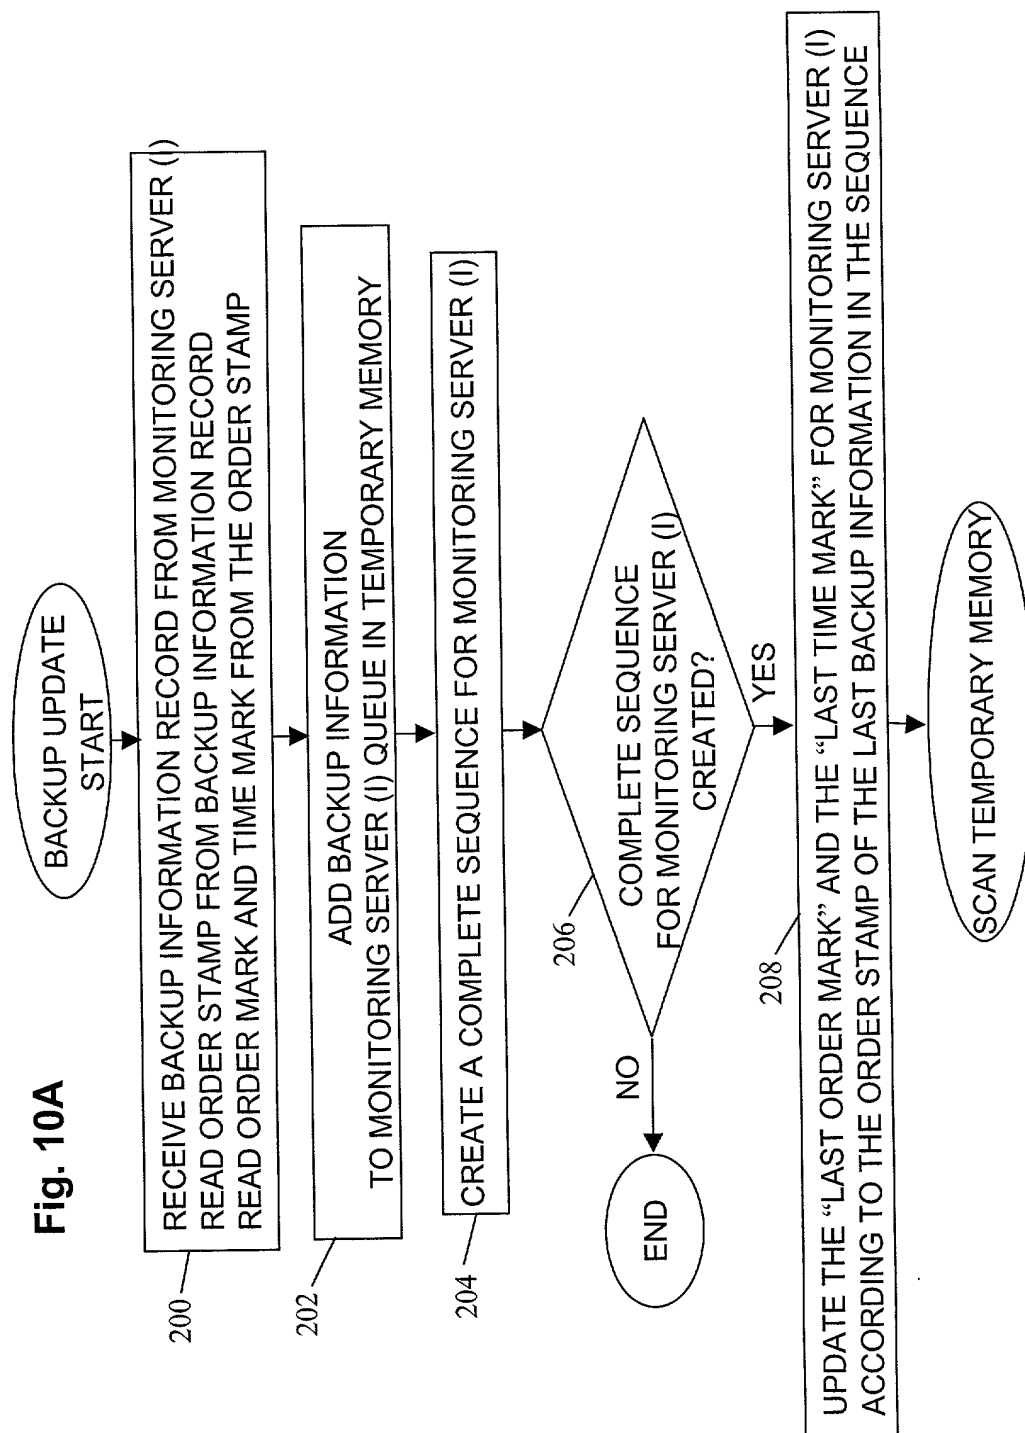 Fig. 10A
BACKUP UPDATE
START
200
RECEIVE BACKUP INFORMATION RECORD FROM MONITORING SERVER (I)
READ ORDER STAMP FROM BACKUP INFORMATION RECORD
READ ORDER MARK AND TIME MARK FROM THE ORDER STAMP
202
ADD BACKUP INFORMATION
TO MONITORING SERVER (I) QUEUE IN TEMPORARY MEMORY
204
CREATE A COMPLETE SEQUENCE FOR MONITORING SERVER (I)
206
COMPLETE SEQUENCE
FOR MONITORING SERVER (I)
CREATED?
NO
END
YES
208
UPDATE THE “LAST ORDER MARK” AND THE “LAST TIME MARK” FOR MONITORING SERVER (I)
ACCORDING TO THE ORDER STAMP OF THE LAST BACKUP INFORMATION IN THE SEQUENCE
SCAN TEMPORARY MEMORY